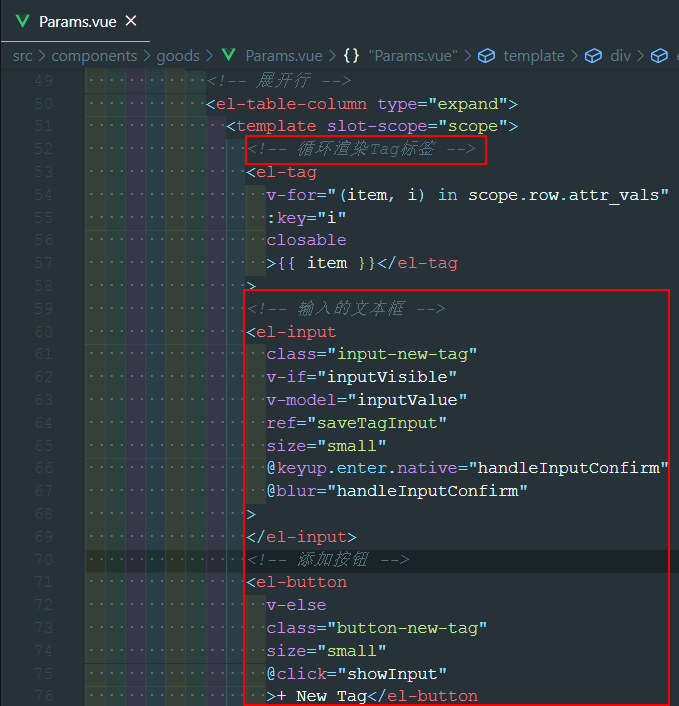 Params.vue ×
src > components > goods > Params.vue > {} "Params.vue" > template > div >
49 <!-- 展开行 -->
50 <el-table-column type="expand">
51 <template slot-scope="scope">
52 <!-- 循环渲染Tag标签 -->
53 <el-tag
54 v-for="(item, i) in scope.row.attr_vals"
55 :key="i"
56 closable
57 >{{ item }}</el-tag
58 >
59 <!-- 输入的文本框 -->
60 <el-input
61 class="input-new-tag"
62 v-if="inputVisible"
63 v-model="inputValue"
64 ref="saveTagInput"
65 size="small"
66 @keyup.enter.native="handleInputConfirm"
67 @blur="handleInputConfirm"
68 >
69 </el-input>
70 <!-- 添加按钮 -->
71 <el-button
72 v-else
73 class="button-new-tag"
74 size="small"
75 @click="showInput"
76 >+ New Tag</el-button